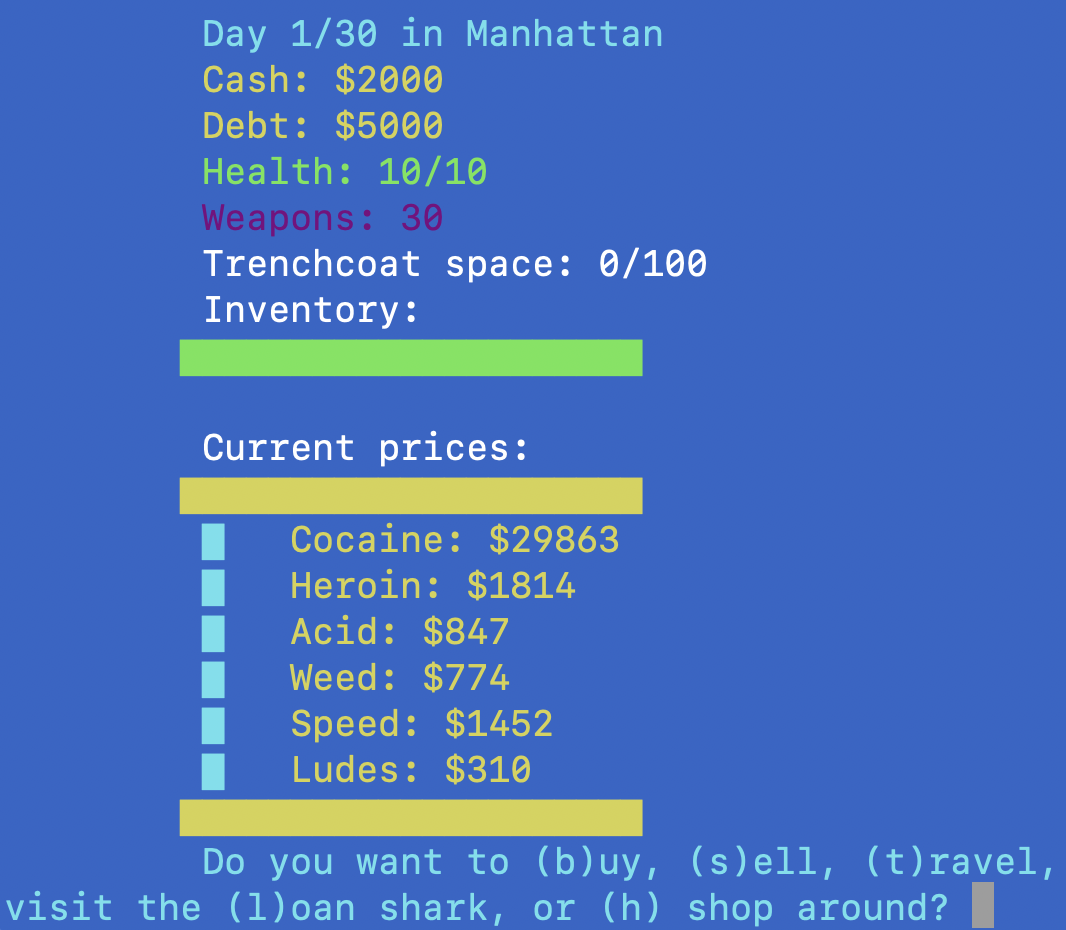 Day 1/30 in Manhattan
Cash: $2000
Debt: $5000
Health: 10/10
Weapons: 30
Trenchcoat space: 0/100
Inventory:
Current prices:
Cocaine: $29863
Heroin: $1814
Acid: $847
Weed: $774
Speed: $1452
Ludes: $310
Do you want to (b)uy, (s)ell, (t)ravel,
visit the (l)oan shark, or (h) shop around?